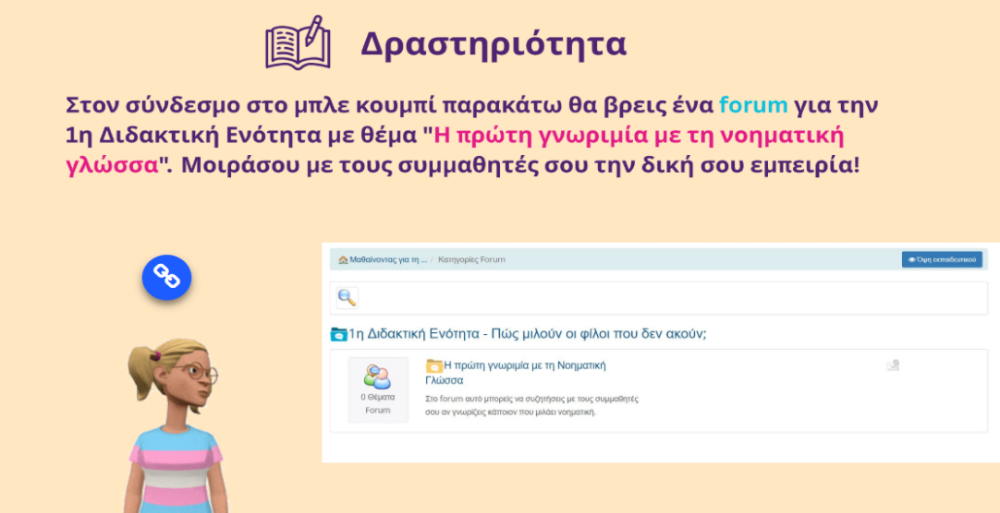 Δραστηριότητα
Στον σύνδεσμο στο μπλε κουμπί παρακάτω θα βρεις ένα forum για την
1η Διδακτική Ενότητα με θέμα "Η πρώτη γνωριμία με τη νοηματική
γλώσσα". Μοιράσου με τους συμμαθητές σου την δική σου εμπειρία!
Μαθαίνοντας για τη ... / Κατηγορίες Forum
Όψη εκπαιδευτικού
1η Διδακτική Ενότητα - Πώς μιλούν οι φίλοι που δεν ακούν;
Η πρώτη γνωριμία με τη Νοηματική
Γλώσσα
0 Θέματα
Forum
Στο forum αυτό μπορείς να συζητήσεις με τους συμμαθητές
σου αν γνωρίζεις κάποιον που μιλάει νοηματική.